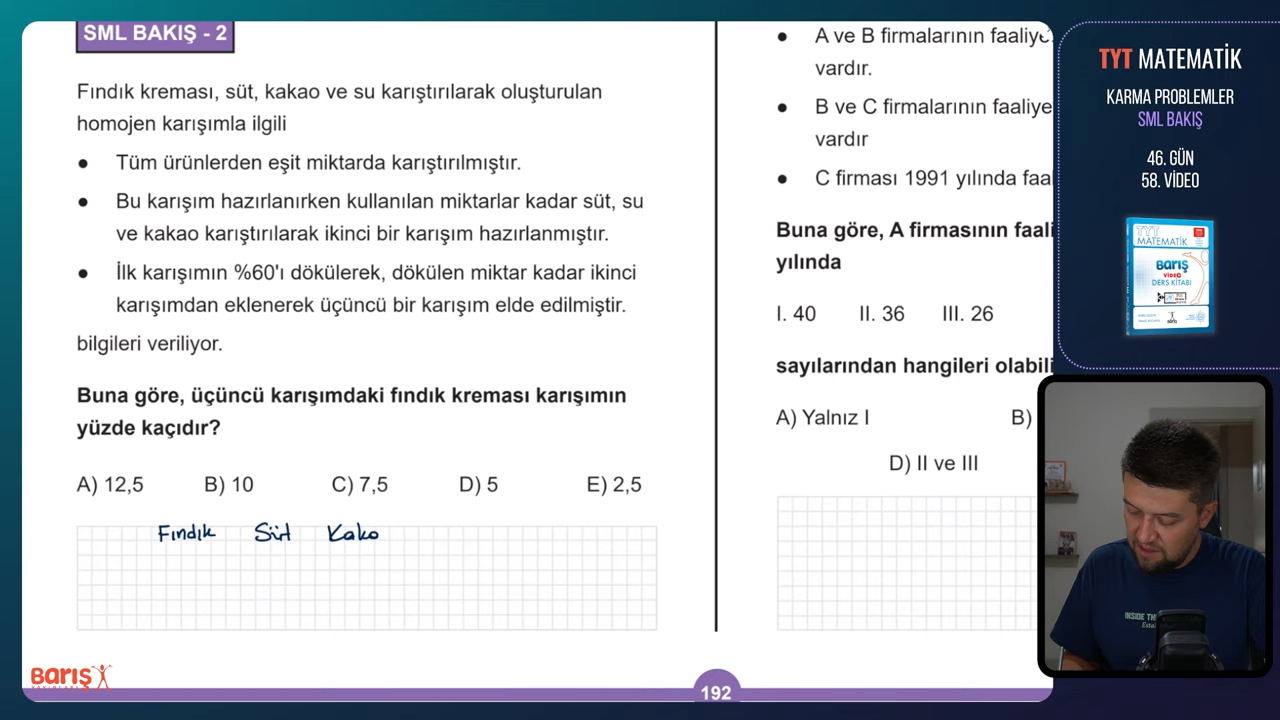 SML BAKIŞ - 2
Fındık kreması, süt, kakao ve su karıştırılarak oluşturulan
homojen karışımla ilgili
● Tüm ürünlerden eşit miktarda karıştırılmıştır.
● Bu karışım hazırlanırken kullanılan miktarlar kadar süt, su
ve kakao karıştırılarak ikinci bir karışım hazırlanmıştır.
● İlk karışımın %60'ı dökülerek, dökülen miktar kadar ikinci
karışımdan eklenerek üçüncü bir karışım elde edilmiştir.
bilgileri veriliyor.
Buna göre, üçüncü karışımdaki fındık kreması karışımın
yüzde kaçıdır?
A) 12,5 B) 10 C) 7,5 D) 5 E) 2,5
Fındık Süt Kako
● A ve B firmalarının
vardır.
● B ve C firmalarının
vardır
● C firması 1991 yılında
Buna göre, A firmasının
yılında
I. 40 II. 36 III. 26
sayılarından hangileri
A) Yalnız I B)
D) II ve III
192
BARIŞ
TYT MATEMATİK
KARMA PROBLEMLER
SML BAKIŞ
46. GÜN
58. VİDEO
TYT
MATEMATİK
BARIŞ
VİDEO
DERS KİTABI